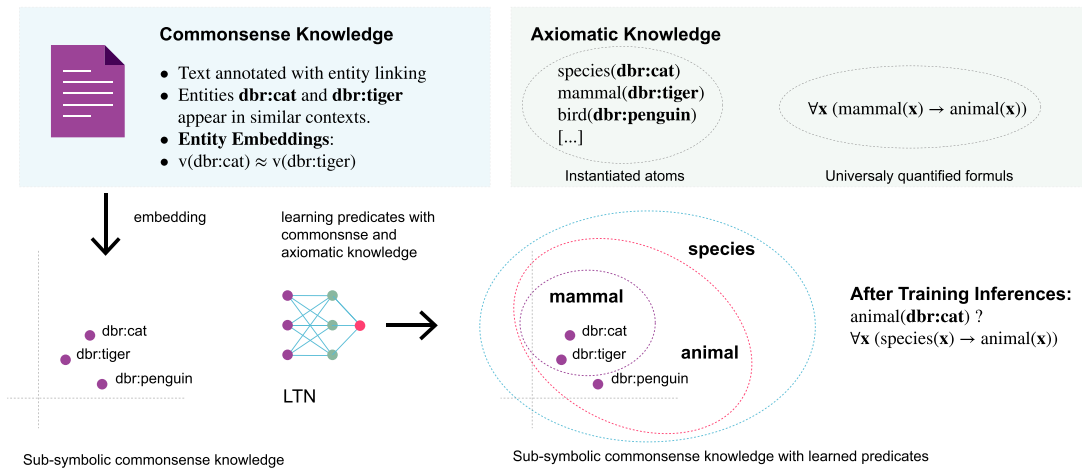 Commonsense Knowledge
● Text annotated with entity linking
● Entities dbr:cat and dbr:tiger
appear in similar contexts.
● Entity Embeddings:
● v(dbr:cat) ≈ v(dbr:tiger)
Axiomatic Knowledge
species(dbr:cat)
mammal(dbr:tiger)
bird(dbr:penguin)
[...]
Instantiated atoms
∀x (mammal(x) → animal(x))
Universaly quantified formuls
embedding
learning predicates with
commonsnse and
axiomatic knowledge
dbr:cat
dbr:tiger
dbr:penguin
Sub-symbolic commonsense knowledge
LTN
species
mammal
animal
dbr:cat
dbr:tiger
dbr:penguin
Sub-symbolic commonsense knowledge with learned predicates
After Training Inferences:
animal(dbr:cat) ?
∀x (species(x) → animal(x))